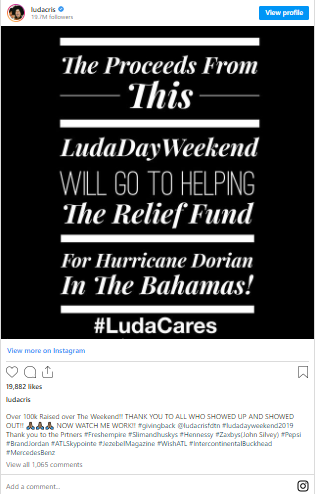 ludacris
19.7M followers
View profile
The Proceeds From
This
LudaDayWeekend
WILL GO TO HELPING
The Relief Fund
For Hurricane Dorian
In The Bahamas!
#LudaCares
View more on Instagram
19,882 likes
ludacris
Over 100k Raised over The Weekend!! THANK YOU TO ALL WHO SHOWED UP AND SHOWED
OUT!! 🙏🏾🙏🏾🙏🏾 NOW WATCH ME WORK!! #givingback @ludacrisfdtn #ludadayweekend2019
Thank you to the Prtners #Freshempire #Slimandhuskys #Hennessy #Zaxbys(John Silvey) #Pepsi
#BrandJordan #ATLSkypointe #JezebelMagazine #WishATL #IntercontinentalBuckhead
#MercedesBenz
View all 1,065 comments
Add a comment...